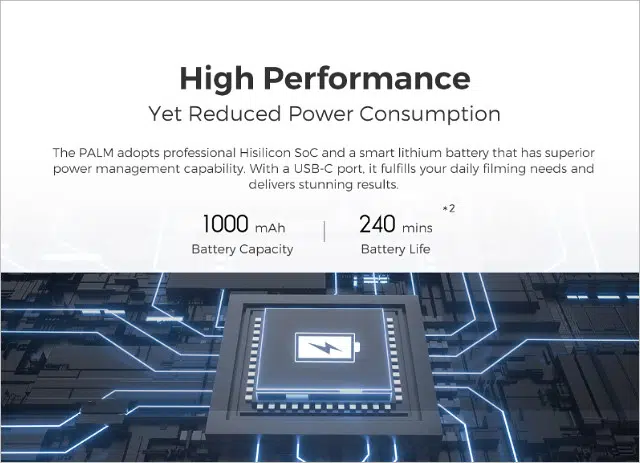 High Performance
Yet Reduced Power Consumption
The PALM adopts professional Hisilicon SoC and a smart lithium battery that has superior
power management capability. With a USB-C port, it fulfills your daily filming needs and
delivers stunning results.
1000 mAh
Battery Capacity
240 mins *2
Battery Life